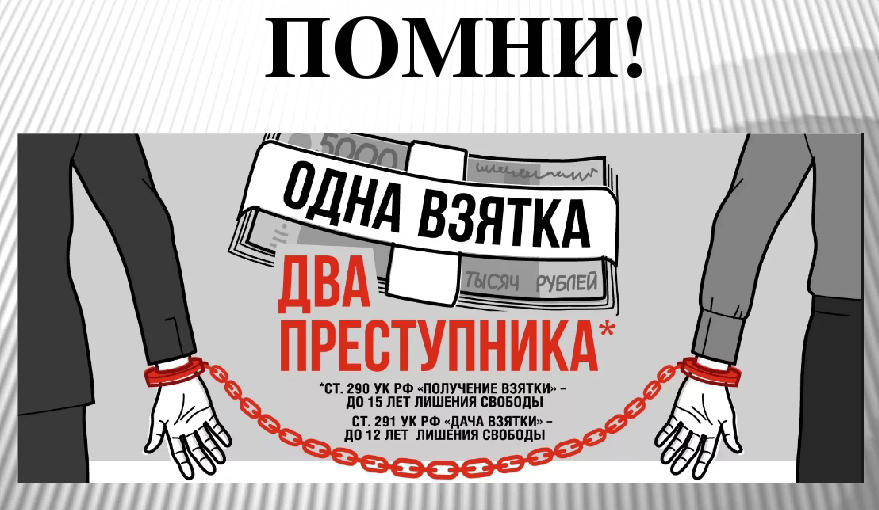 ПОМНИ!
5000
ОДНА ВЗЯТКА
ТЫСЯЧ РУБЛЕЙ
ДВА
ПРЕСТУПНИКА*
*СТ. 290 УК РФ «ПОЛУЧЕНИЕ ВЗЯТКИ» –
ДО 15 ЛЕТ ЛИШЕНИЯ СВОБОДЫ
СТ. 291 УК РФ «ДАЧА ВЗЯТКИ» –
ДО 12 ЛЕТ ЛИШЕНИЯ СВОБОДЫ